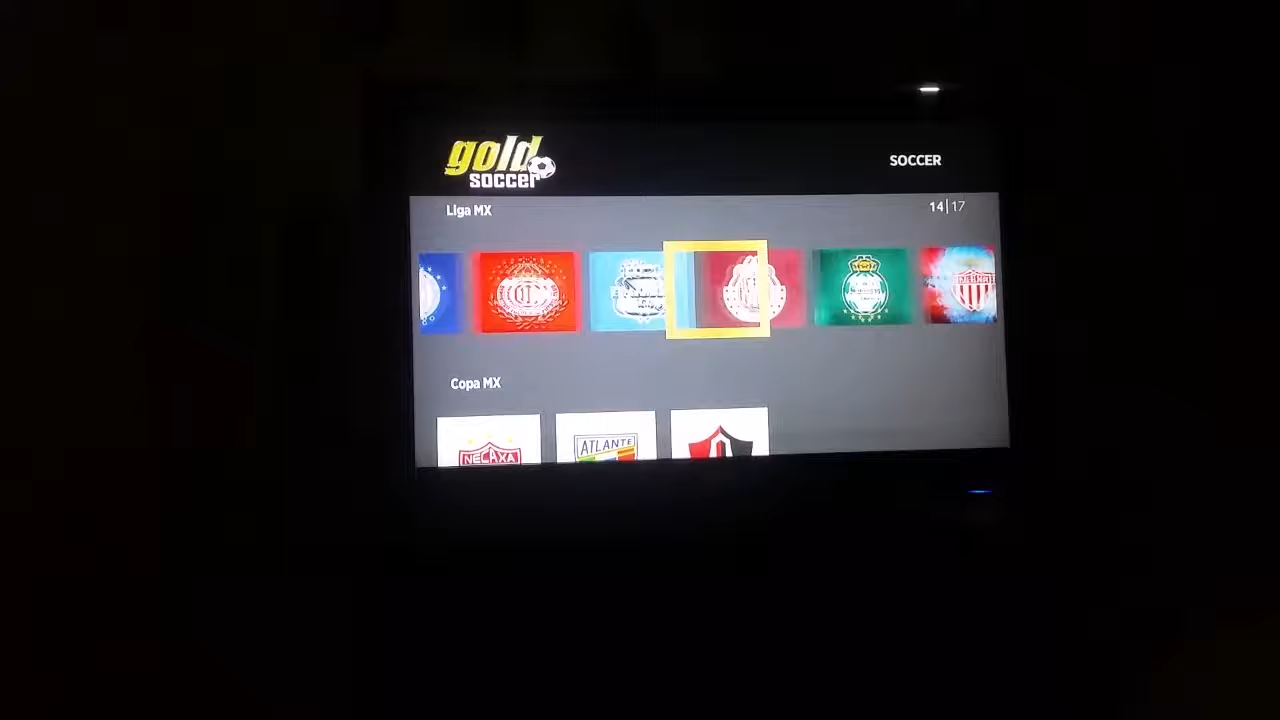 gold
soccer
SOCCER
Liga MX
14|17
Copa MX
NECAXA
ATLANTE